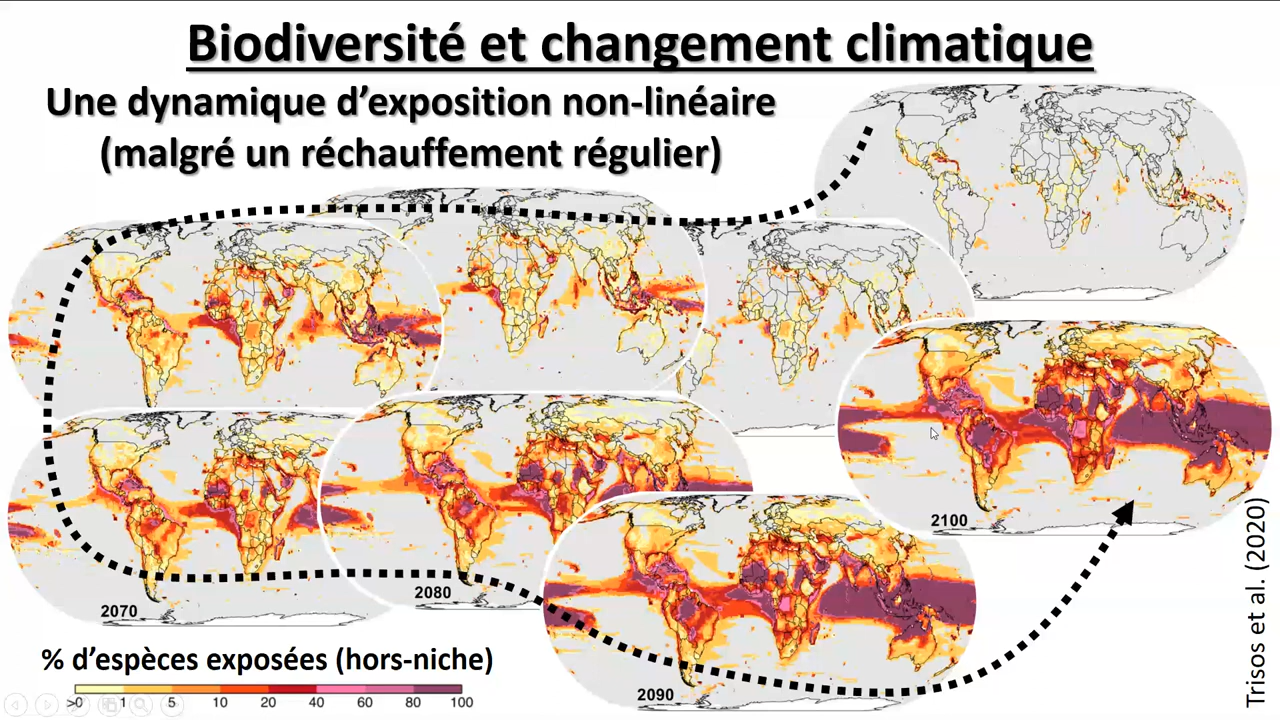 Biodiversité et changement climatique
Une dynamique d’exposition non-linéaire
(malgré un réchauffement régulier)
2100
2070
2080
2090
Trisos et al. (2020)
% d’espèces exposées (hors-niche)
>0 1 5 10 20 40 60 80 100